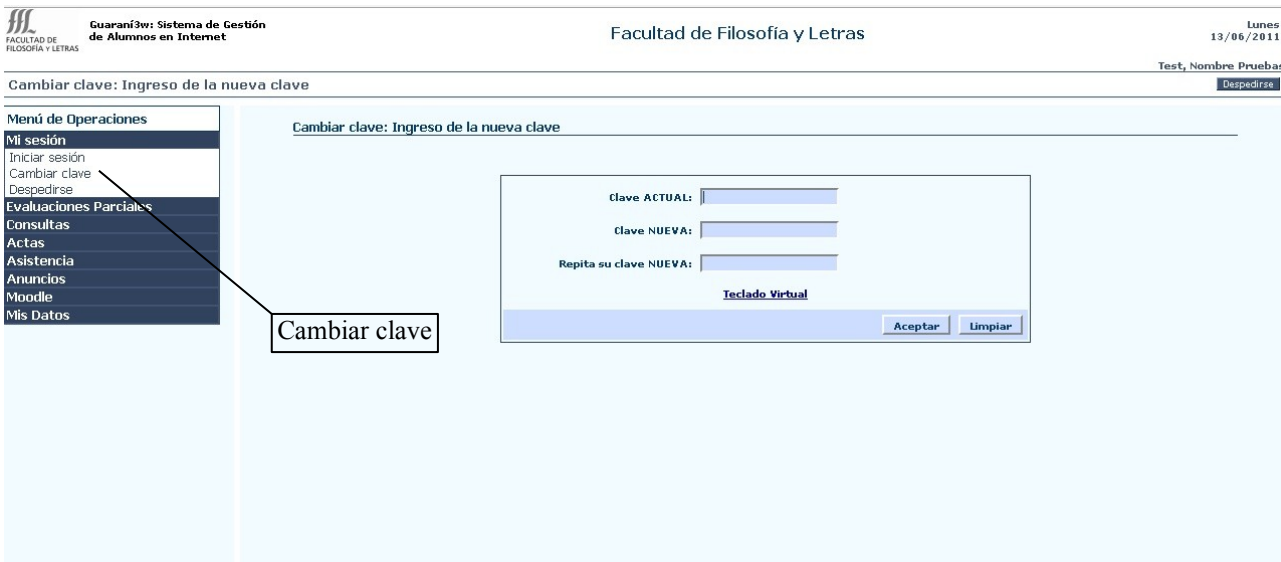 FACULTAD DE
FILOSOFÍA Y LETRAS
Guaraní3w: Sistema de Gestión
de Alumnos en Internet
Facultad de Filosofía y Letras
Lunes
13/06/2011
Test, Nombre Pruebas
Cambiar clave: Ingreso de la nueva clave
Despedirse
Menú de Operaciones
Mi sesión
Iniciar sesión
Cambiar clave
Despedirse
Evaluaciones Parciales
Consultas
Actas
Asistencia
Anuncios
Moodle
Mis Datos
Cambiar clave
Cambiar clave: Ingreso de la nueva clave
Clave ACTUAL:
Clave NUEVA:
Repita su clave NUEVA:
Teclado Virtual
Aceptar Limpiar